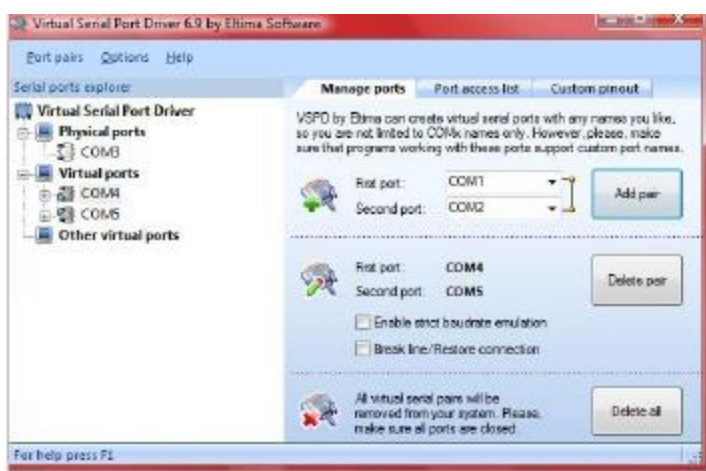 Virtual Serial Port Driver 6.9 by Eltima Software
Port pairs Options Help
Serial ports explorer
Virtual Serial Port Driver
Physical ports
COM3
Virtual ports
COM4
COM5
Other virtual ports
Manage ports Port access list Custom pinout
VSPD by Eltima can create virtual serial ports with any names you like,
so you are not limited to COMx names only. However, please, make
sure that programs working with these ports support custom port names.
First port: COM1
Second port: COM2
Add pair
First port: COM4
Second port: COM5
Delete pair
Enable strict baudrate emulation
Break line/Restore connection
All virtual serial pairs will be
removed from your system. Please,
make sure all ports are closed.
Delete all
For help press F1